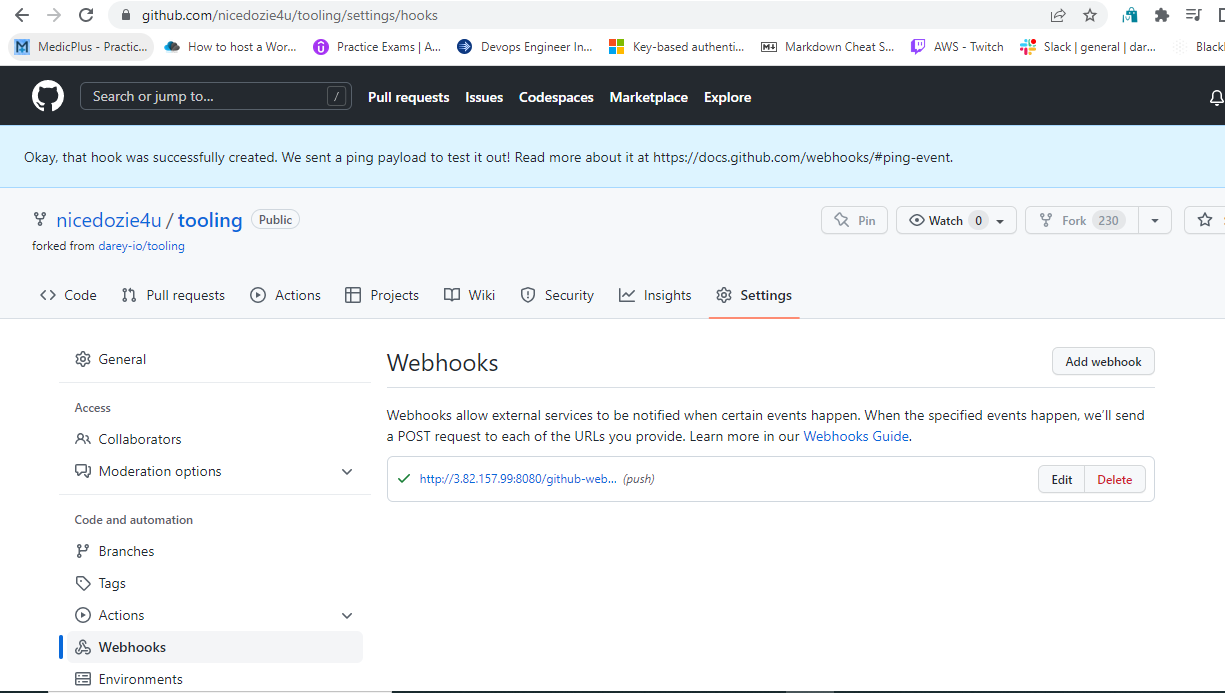 github.com/nicedozie4u/tooling/settings/hooks
MedicPlus - Practic... How to host a Wor... Practice Exams | A... Devops Engineer In... Key-based authenti... Markdown Cheat S... AWS - Twitch Slack | general | dar... Blackl
Search or jump to... / Pull requests Issues Codespaces Marketplace Explore
Okay, that hook was successfully created. We sent a ping payload to test it out! Read more about it at https://docs.github.com/webhooks/#ping-event.
nicedozie4u / tooling Public Pin Watch 0 Fork 230
forked from darey-io/tooling
Code Pull requests Actions Projects Wiki Security Insights Settings
General
Access
Collaborators
Moderation options
Code and automation
Branches
Tags
Actions
Webhooks
Environments
Webhooks Add webhook
Webhooks allow external services to be notified when certain events happen. When the specified events happen, we'll send
a POST request to each of the URLs you provide. Learn more in our Webhooks Guide.
http://3.82.157.99:8080/github-web... (push) Edit Delete